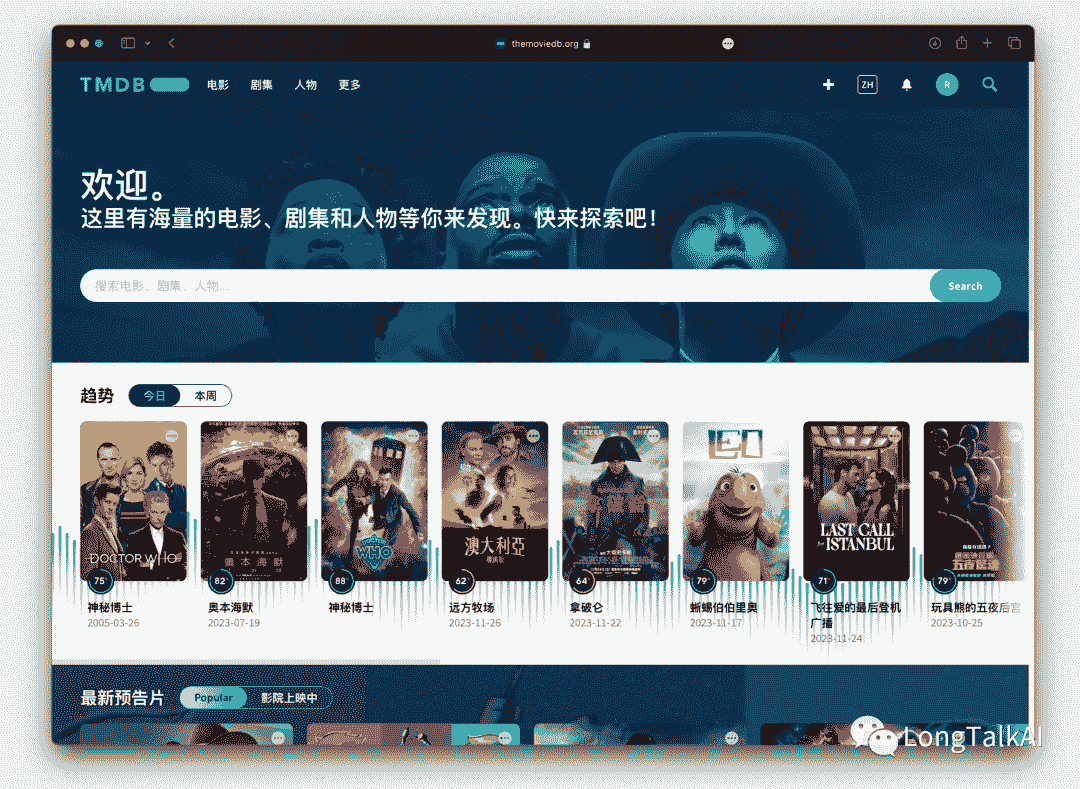 themoviedb.org
TMDB 电影 剧集 人物 更多 ZH R
欢迎。
这里有海量的电影、剧集和人物等你来发现。快来探索吧！
搜索电影、剧集、人物... Search
趋势 今日 本周
DOCTOR WHO
奥本海默
WHO
澳大利亞
LAST CALL
for ISTANBUL
75 82 88 62 64 79 71 79
神秘博士 奥本海默 神秘博士 远方牧场 拿破仑 蜥蜴伯伯里奥 飞往爱的最后登机广播 玩具熊的五夜后宫
2005-03-26 2023-07-19 2023-11-26 2023-11-22 2023-11-17 2023-11-24 2023-10-25
最新预告片 Popular 影院上映中
LongTalkAI